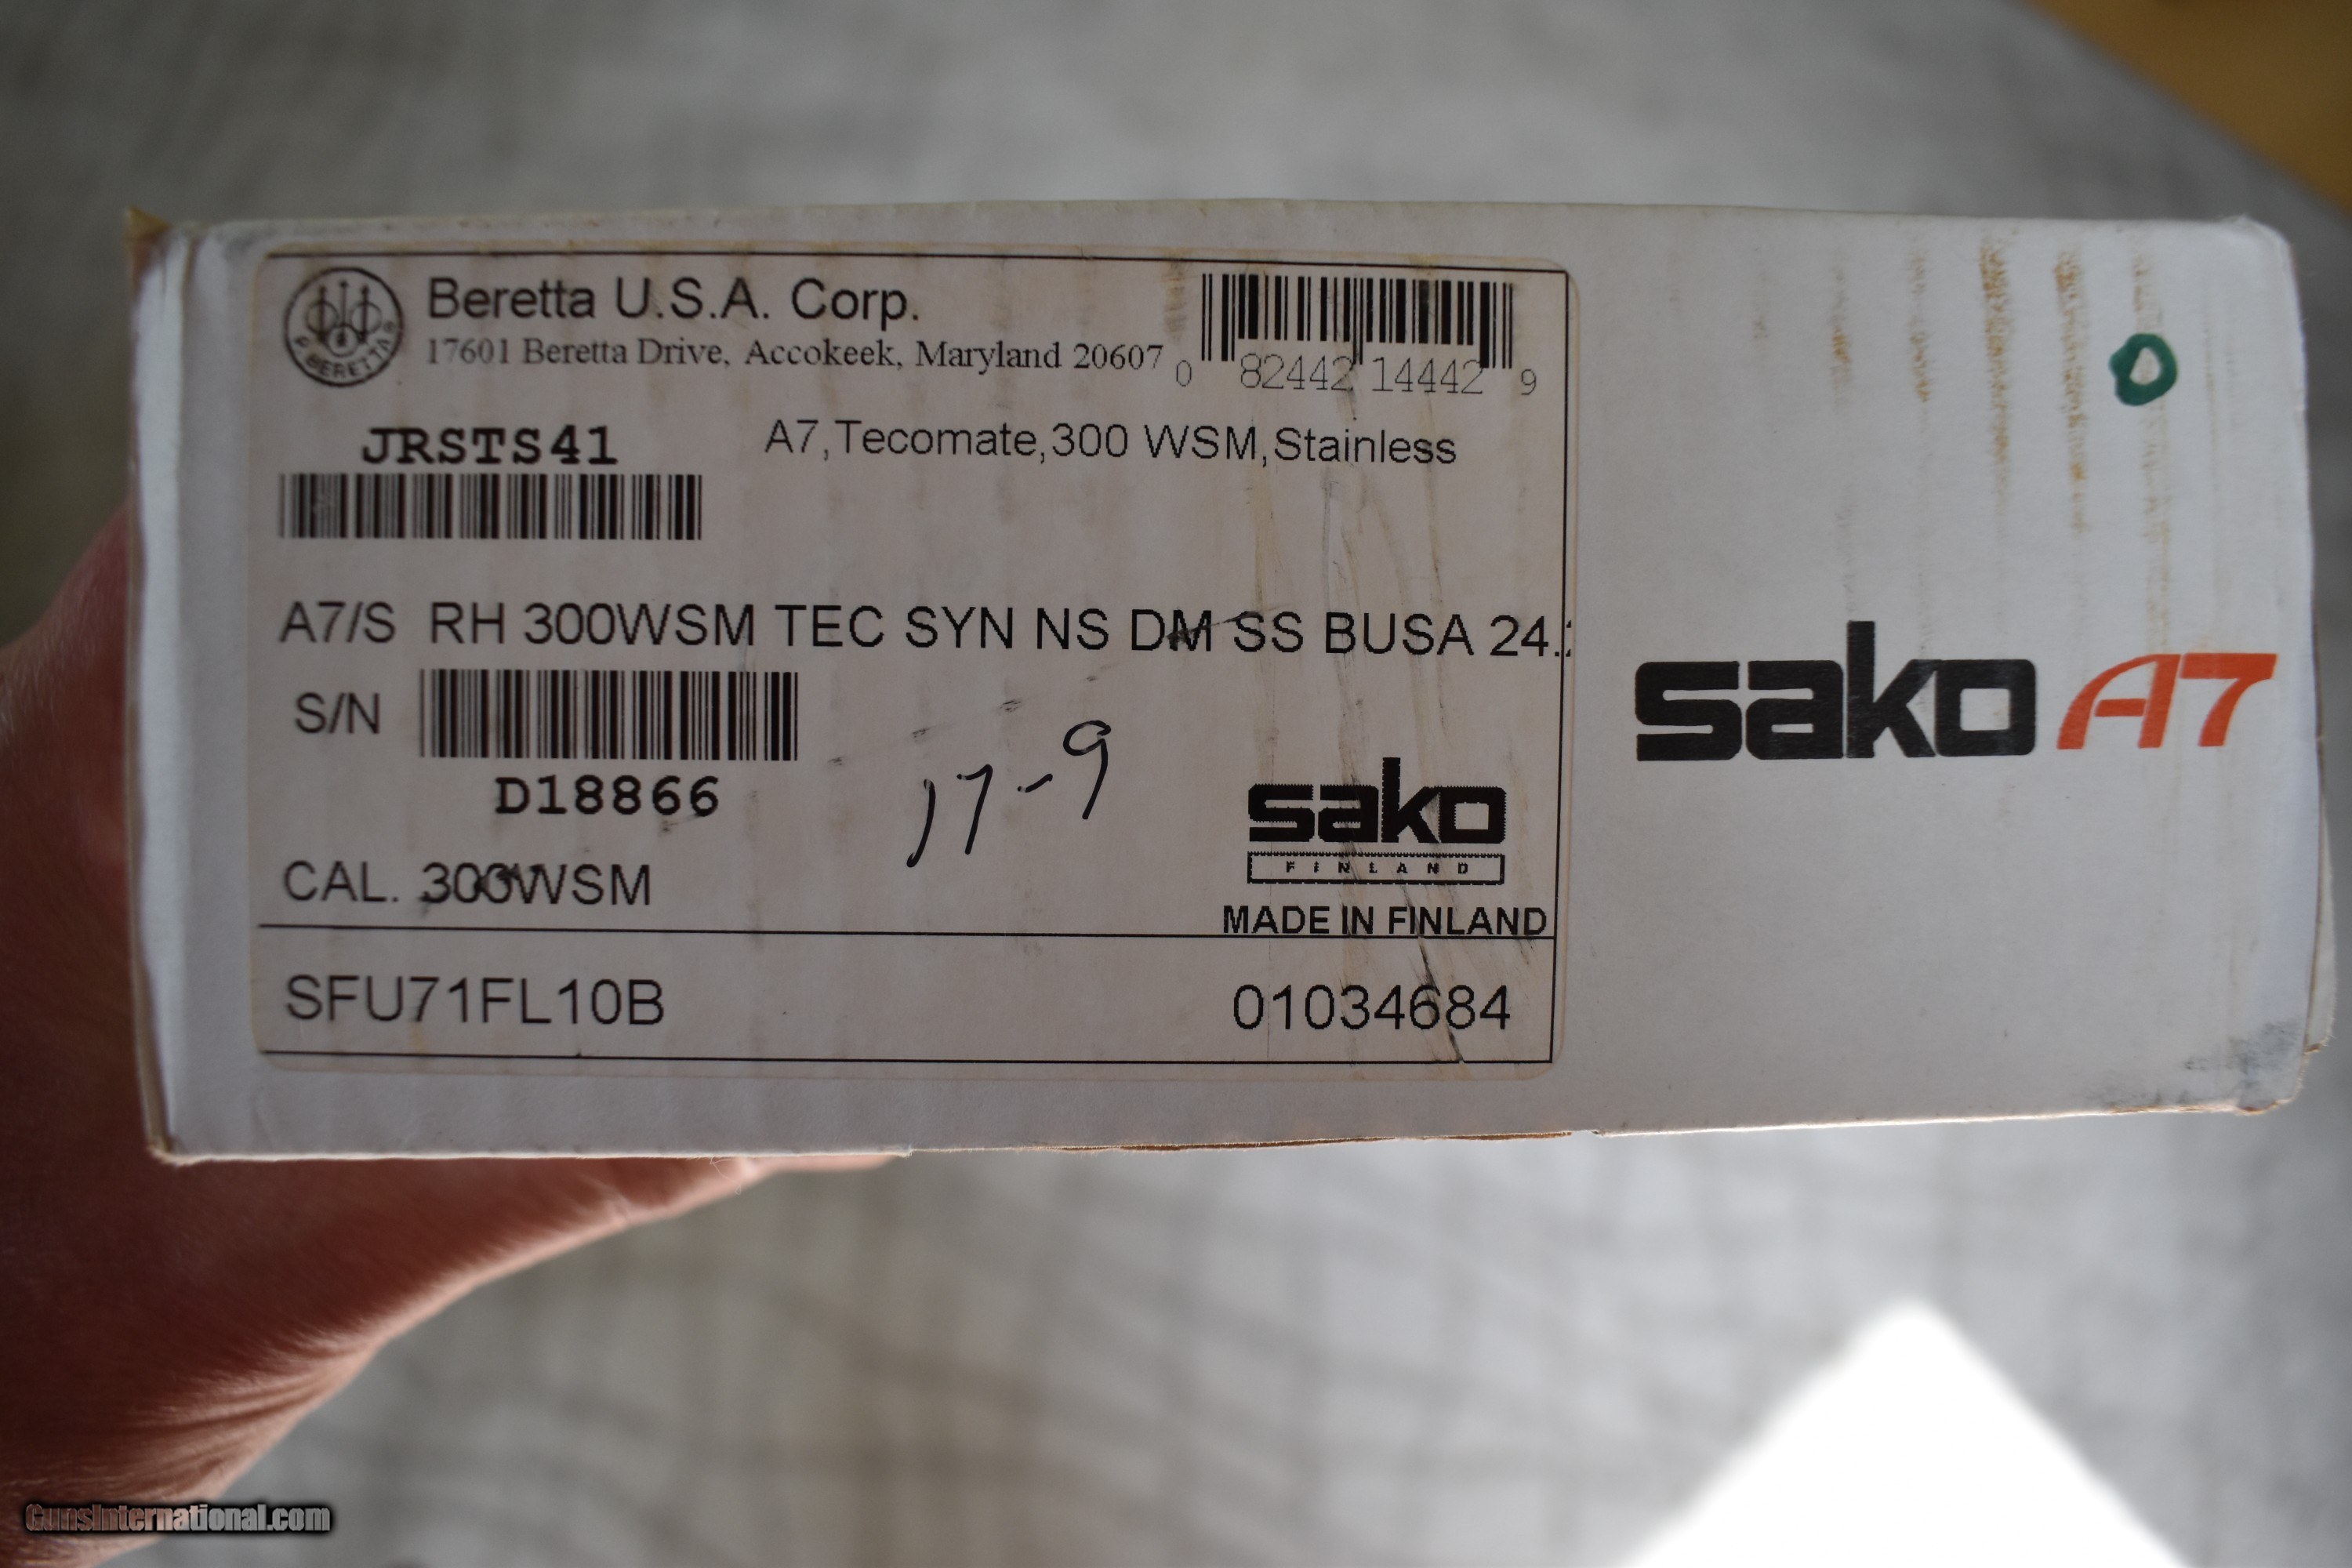 Beretta U.S.A. Corp.
17601 Beretta Drive, Accokeek, Maryland 20607
P. BERETTA
0 82442 14442 9
JRSTS41
A7,Tecomate,300 WSM,Stainless
A7/S RH 300WSM TEC SYN NS DM SS BUSA 24.
S/N
D18866
17-9
sako
FINLAND
CAL. 300WSM
MADE IN FINLAND
SFU71FL10B
01034684
sako A7
GunsInternational.com